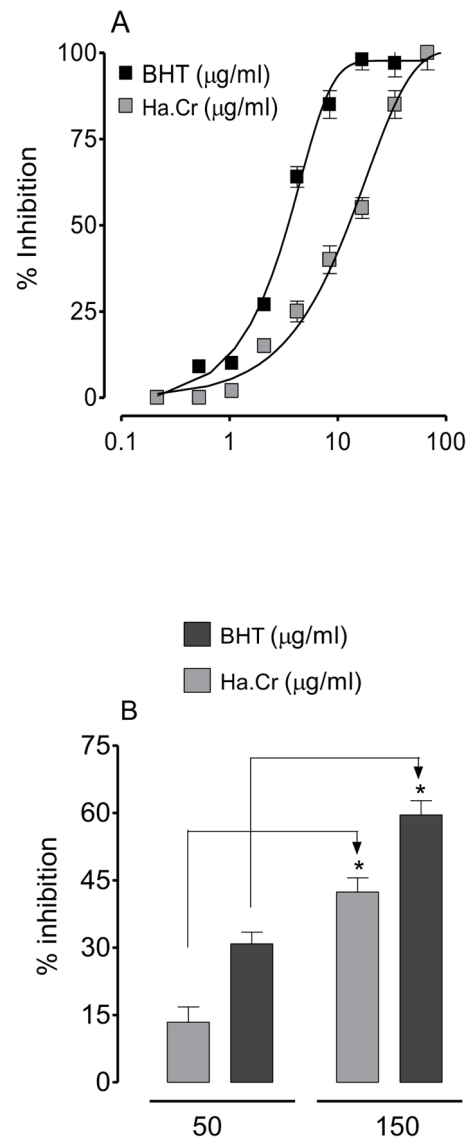 A
BHT (μg/ml)
Ha.Cr (μg/ml)
% Inhibition
100
75
50
25
0
0.1 1 10 100
BHT (μg/ml)
Ha.Cr (μg/ml)
B
% inhibition
75
60
45
30
15
0
*
*
50 150